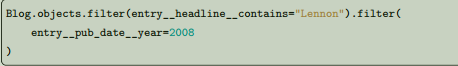 Blog.objects.filter(entry__headline__contains="Lennon").filter(
    entry__pub_date__year=2008
)